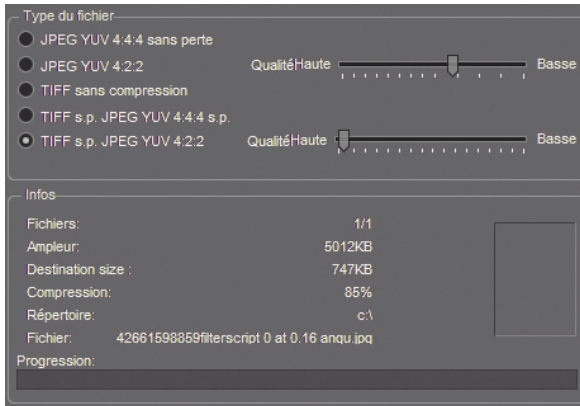 Type du fichier
JPEG YUV 4:4:4 sans perte
JPEG YUV 4:2:2 QualitéHaute Basse
TIFF sans compression
TIFF s.p. JPEG YUV 4:4:4 s.p.
TIFF s.p. JPEG YUV 4:2:2 QualitéHaute Basse
Infos
Fichiers: 1/1
Ampleur: 5012KB
Destination size : 747KB
Compression: 85%
Répertoire: c:\
Fichier: 42661598859filterscript 0 at 0.16 angu.jpg
Progression: